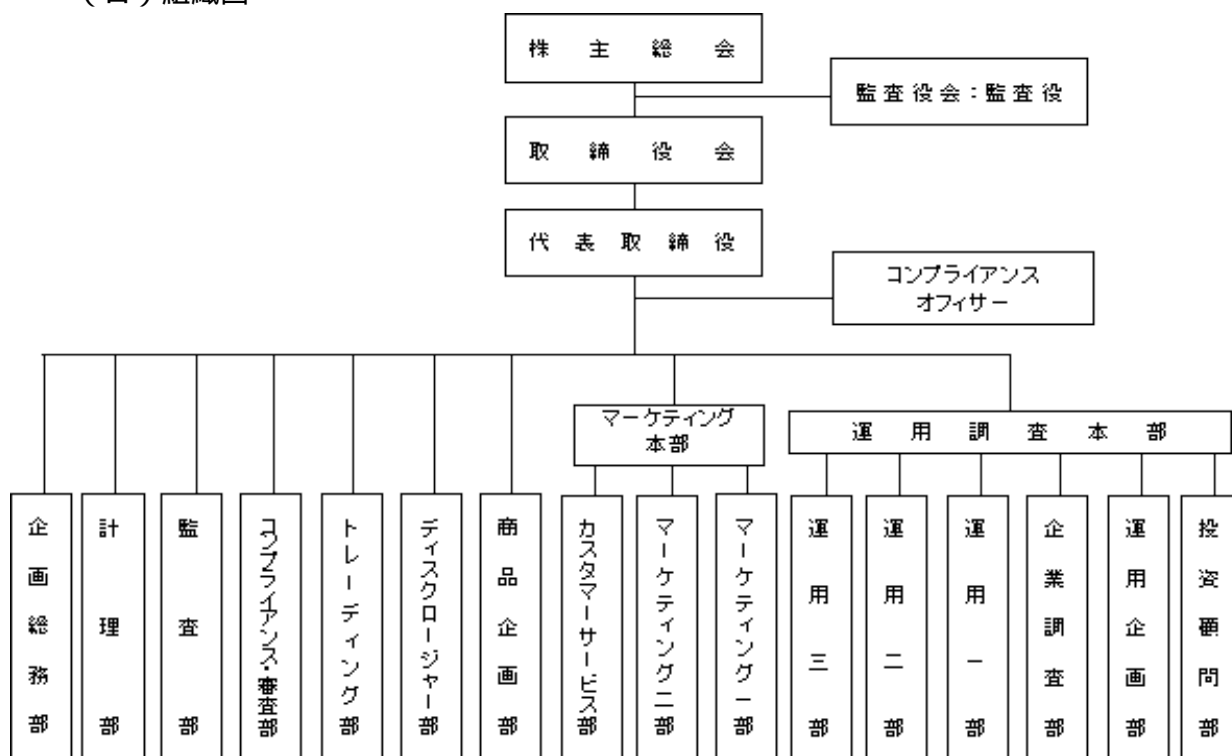 組織図
株主総会
監査役会：監査役
取締役会
代表取締役
コンプライアンス
オフィサー
マーケティング
本部
運用調査本部
企画総務部
計理部
監査部
コンプライアンス・審査部
トレーディング部
ディスクロージャー部
商品企画部
カスタマーサービス部
マーケティング二部
マーケティング一部
運用三部
運用二部
運用一部
企業調査部
運用企画部
投資顧問部